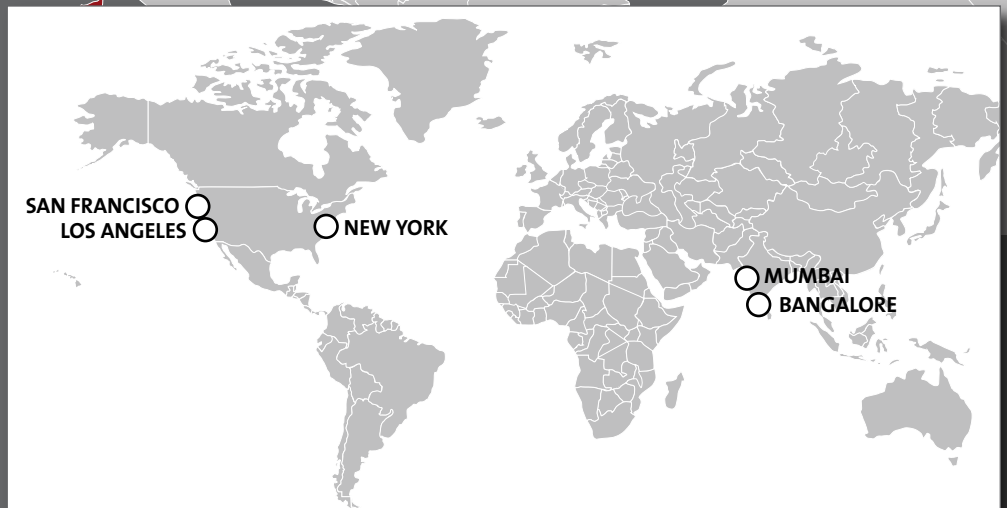 SAN FRANCISCO
LOS ANGELES
NEW YORK
MUMBAI
BANGALORE